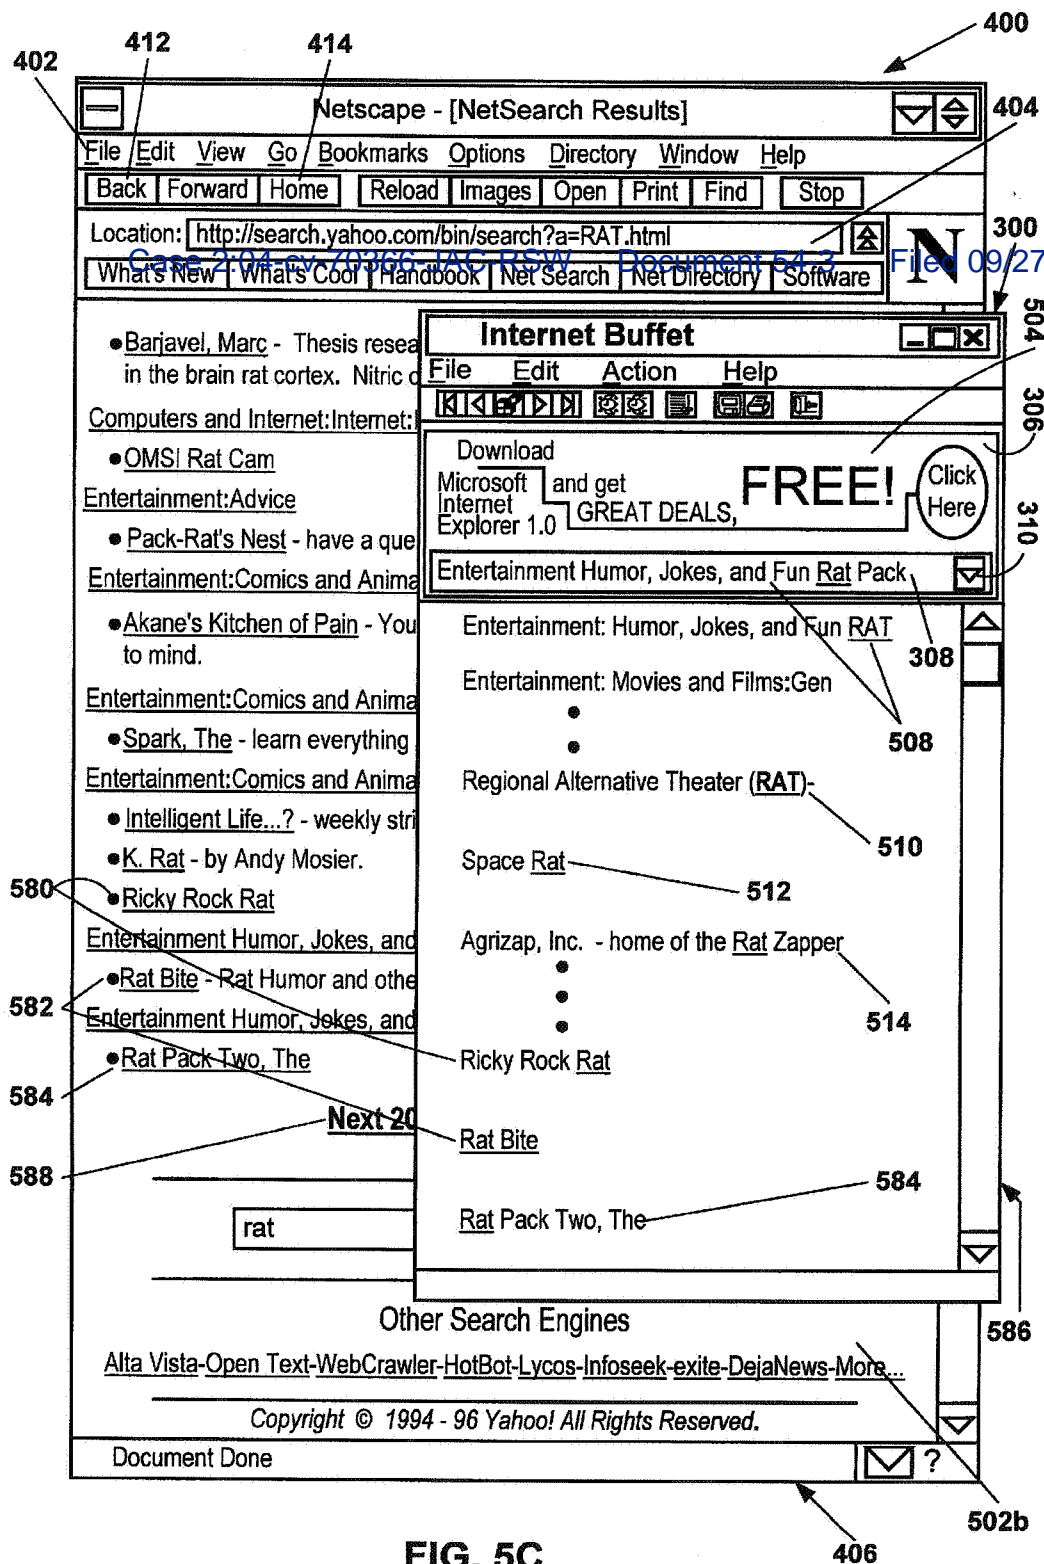 400
412
414
402
Netscape - [NetSearch Results]
404
File Edit View Go Bookmarks Options Directory Window Help
Back Forward Home Reload Images Open Print Find Stop
Location: http://search.yahoo.com/bin/search?a=RAT.html
N
300
Case 2:04-cv-70366-JAC-RSW Document 54-3 Filed 09/27
What's New What's Cool Handbook Net Search Net Directory Software
504
Internet Buffet
•Barjavel, Marc - Thesis resea
in the brain rat cortex. Nitric o
File Edit Action Help
306
Computers and Internet:Internet:
•OMSI Rat Cam
Entertainment:Advice
•Pack-Rat's Nest - have a que
Download
Microsoft
Internet
Explorer 1.0
and get
GREAT DEALS,
FREE!
Click
Here
310
Entertainment:Comics and Anima
Entertainment Humor, Jokes, and Fun Rat Pack
•Akane's Kitchen of Pain - You
to mind.
Entertainment: Humor, Jokes, and Fun RAT
308
Entertainment:Comics and Anima
Entertainment: Movies and Films:Gen
•Spark, The - learn everything
508
Entertainment:Comics and Anima
Regional Alternative Theater (RAT)-
•Intelligent Life...? - weekly stri
510
•K. Rat - by Andy Mosier.
Space Rat
512
580
•Ricky Rock Rat
Entertainment Humor, Jokes, and
Agrizap, Inc. - home of the Rat Zapper
•Rat Bite - Rat Humor and othe
582
Entertainment Humor, Jokes, and
514
•Rat Pack Two, The
Ricky Rock Rat
584
Next 20
Rat Bite
588
584
rat
Rat Pack Two, The
586
Other Search Engines
Alta Vista-Open Text-WebCrawler-HotBot-Lycos-Infoseek-exite-DejaNews-More...
Copyright © 1994 - 96 Yahoo! All Rights Reserved.
Document Done
?
502b
406
FIG. 5C